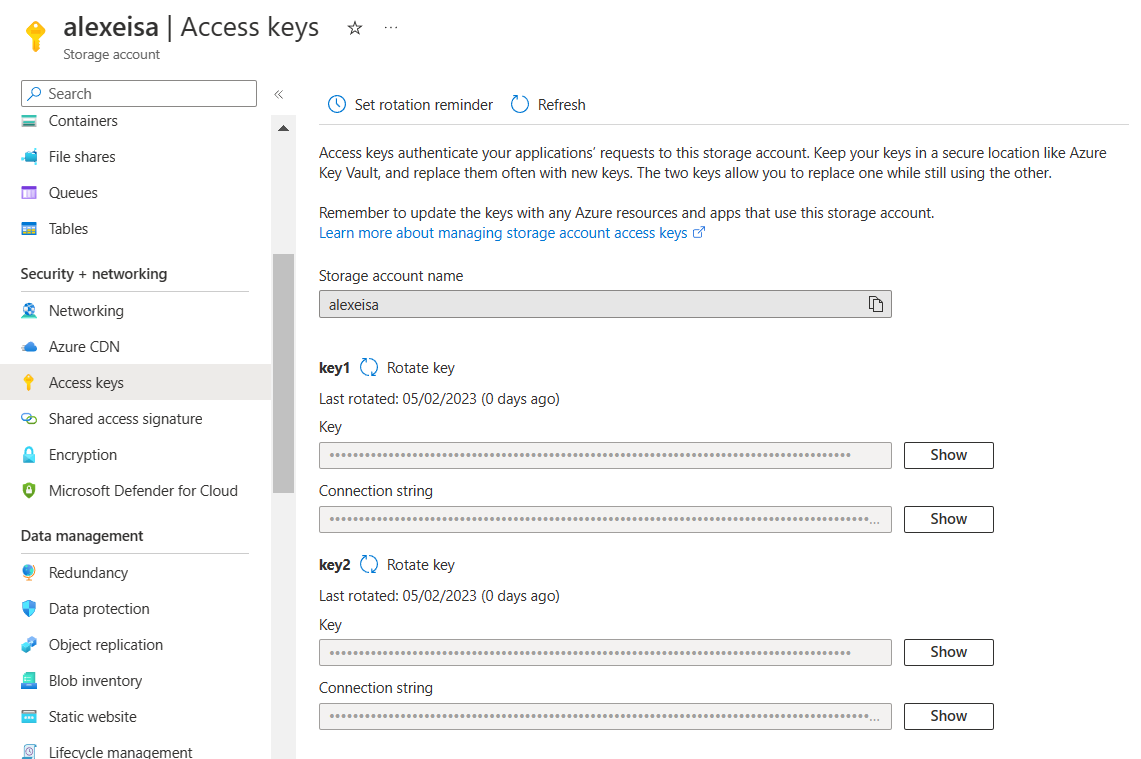 alexeisa | Access keys
Storage account
Search
Containers
File shares
Queues
Tables
Security + networking
Networking
Azure CDN
Access keys
Shared access signature
Encryption
Microsoft Defender for Cloud
Data management
Redundancy
Data protection
Object replication
Blob inventory
Static website
Lifecycle management
Set rotation reminder
Refresh
Access keys authenticate your applications’ requests to this storage account. Keep your keys in a secure location like Azure
Key Vault, and replace them often with new keys. The two keys allow you to replace one while still using the other.
Remember to update the keys with any Azure resources and apps that use this storage account.
Learn more about managing storage account access keys
Storage account name
alexeisa
key1 Rotate key
Last rotated: 05/02/2023 (0 days ago)
Key
Show
Connection string
Show
key2 Rotate key
Last rotated: 05/02/2023 (0 days ago)
Key
Show
Connection string
Show